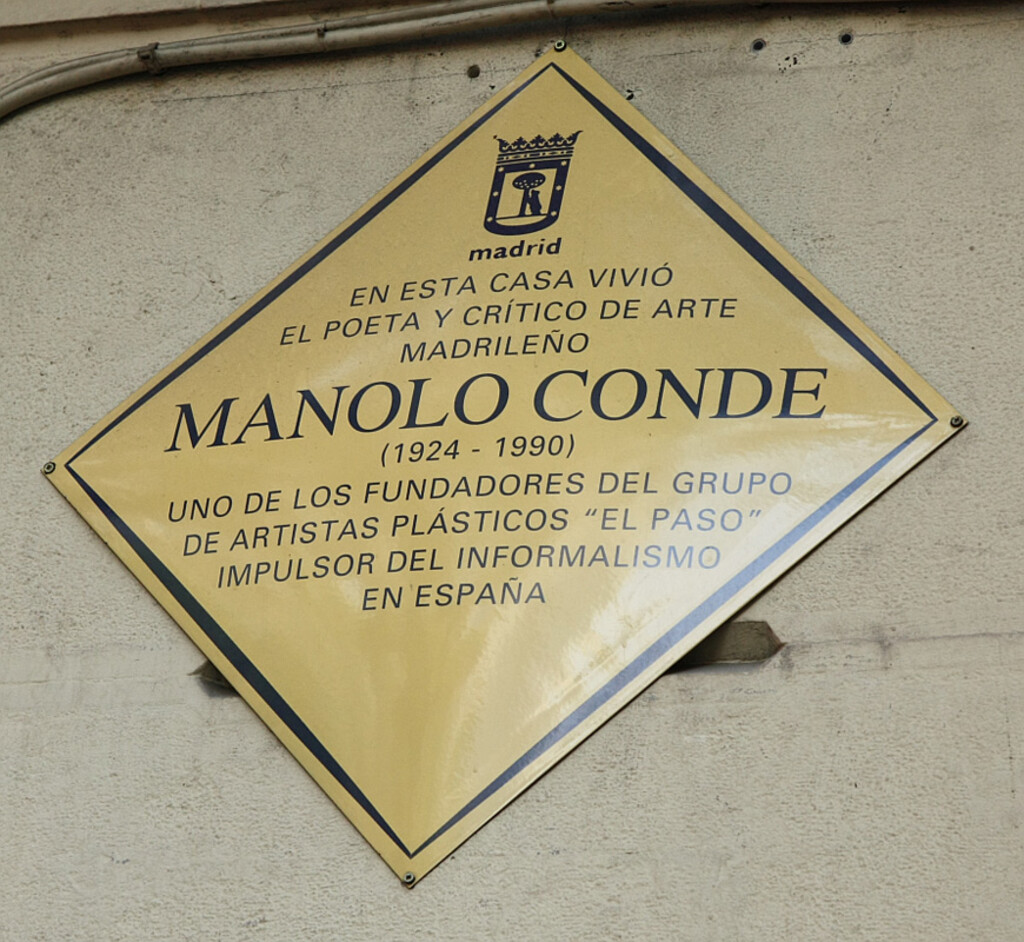 madrid
EN ESTA CASA VIVIÓ
EL POETA Y CRÍTICO DE ARTE
MADRILEÑO
MANOLO CONDE
(1924 - 1990)
UNO DE LOS FUNDADORES DEL GRUPO
DE ARTISTAS PLÁSTICOS “EL PASO”
IMPULSOR DEL INFORMALISMO
EN ESPAÑA